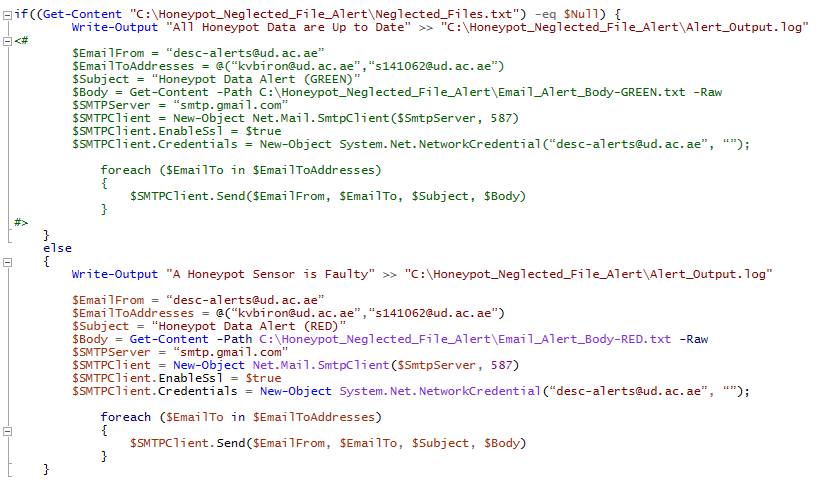 if((Get-Content "C:\Honeypot_Neglected_File_Alert\Neglected_Files.txt") -eq $Null) {
Write-Output "All Honeypot Data are Up to Date" >> "C:\Honeypot_Neglected_File_Alert\Alert_Output.log"
<#
$EmailFrom = “desc-alerts@ud.ac.ae”
$EmailToAddresses = @(“kvbiron@ud.ac.ae”,“s141062@ud.ac.ae”)
$Subject = “Honeypot Data Alert (GREEN)”
$Body = Get-Content -Path C:\Honeypot_Neglected_File_Alert\Email_Alert_Body-GREEN.txt -Raw
$SMTPServer = “smtp.gmail.com”
$SMTPClient = New-Object Net.Mail.SmtpClient($SmtpServer, 587)
$SMTPClient.EnableSsl = $true
$SMTPClient.Credentials = New-Object System.Net.NetworkCredential(“desc-alerts@ud.ac.ae”, “”);
foreach ($EmailTo in $EmailToAddresses)
{
$SMTPClient.Send($EmailFrom, $EmailTo, $Subject, $Body)
}
#>
}
else
{
Write-Output "A Honeypot Sensor is Faulty" >> "C:\Honeypot_Neglected_File_Alert\Alert_Output.log"
$EmailFrom = “desc-alerts@ud.ac.ae”
$EmailToAddresses = @(“kvbiron@ud.ac.ae”,“s141062@ud.ac.ae”)
$Subject = “Honeypot Data Alert (RED)”
$Body = Get-Content -Path C:\Honeypot_Neglected_File_Alert\Email_Alert_Body-RED.txt -Raw
$SMTPServer = “smtp.gmail.com”
$SMTPClient = New-Object Net.Mail.SmtpClient($SmtpServer, 587)
$SMTPClient.EnableSsl = $true
$SMTPClient.Credentials = New-Object System.Net.NetworkCredential(“desc-alerts@ud.ac.ae”, “”);
foreach ($EmailTo in $EmailToAddresses)
{
$SMTPClient.Send($EmailFrom, $EmailTo, $Subject, $Body)
}
}